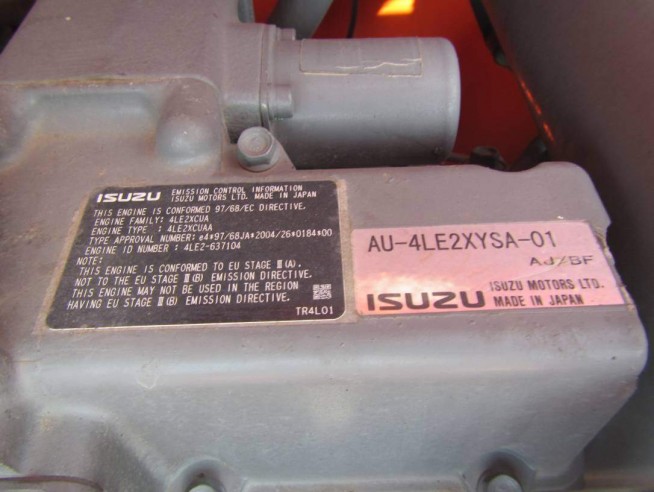 ISUZU EMISSION CONTROL INFORMATION
ISUZU MOTORS LTD. MADE IN JAPAN
THIS ENGINE IS CONFORMED 97/68/EC DIRECTIVE.
ENGINE FAMILY: 4LE2XCUA
ENGINE TYPE : 4LE2XCUAA
TYPE APPROVAL NUMBER: e4*97/68JA*2004/26*0184*00
ENGINE ID NUMBER : 4LE2-637104
NOTE:
THIS ENGINE IS CONFORMED TO EU STAGE Ⅲ(A).
NOT TO THE EU STAGE Ⅲ(B) EMISSION DIRECTIVE.
THIS ENGINE MAY NOT BE USED IN THE REGION
HAVING EU STAGE Ⅲ(B) EMISSION DIRECTIVE.
TR4L01
AU-4LE2XYSA-01
ISUZU ISUZU MOTORS LTD.
MADE IN JAPAN